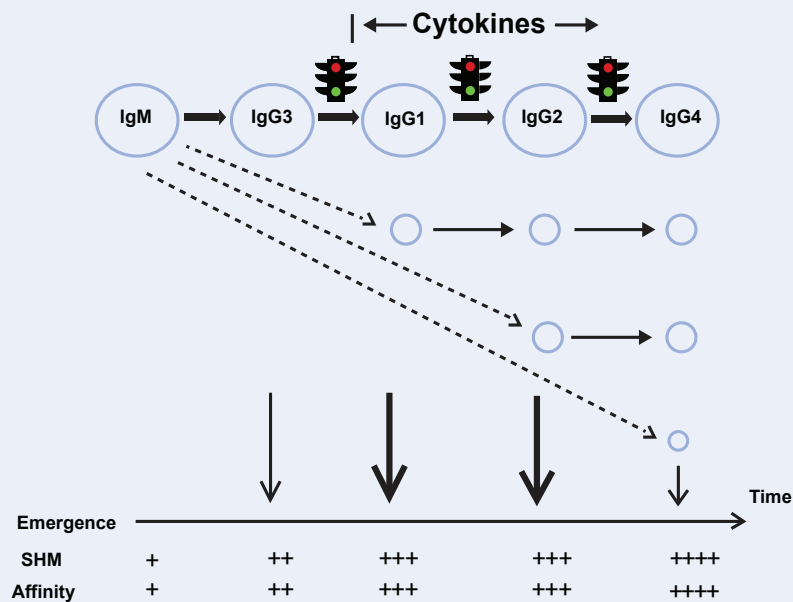 Cytokines
IgM IgG3 IgG1 IgG2 IgG4
Time
Emergence
SHM + ++ +++ +++ ++++
Affinity + ++ +++ +++ ++++